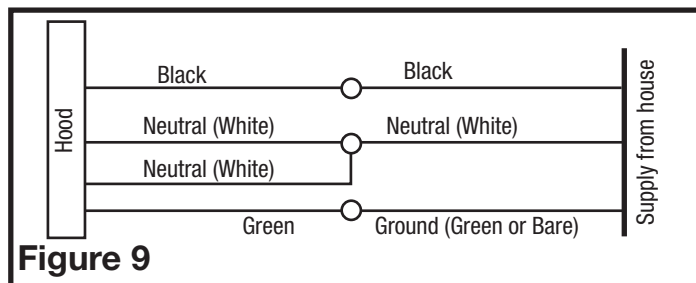 Hood
Black
Black
Neutral (White)
Neutral (White)
Neutral (White)
Green
Ground (Green or Bare)
Supply from house
Figure 9